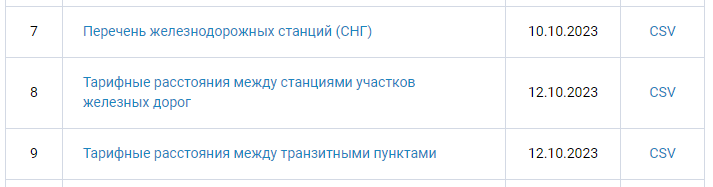 7 Перечень железнодорожных станций (СНГ) 10.10.2023 CSV
8 Тарифные расстояния между станциями участков
железных дорог 12.10.2023 CSV
9 Тарифные расстояния между транзитными пунктами 12.10.2023 CSV